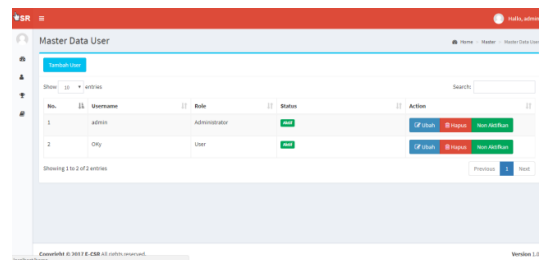 SR
Hallo, admin
Master Data User
Home - Master - Master Data User
Tambah User
Show 10 entries
Search:
No. Username Role Status Action
1 admin Administrator Aktif Ubah Hapus Non Aktifkan
2 OKy User Aktif Ubah Hapus Non Aktifkan
Showing 1 to 2 of 2 entries
Previous 1 Next
Copyright © 2017 E-CSR All rights reserved.
Version 1.0